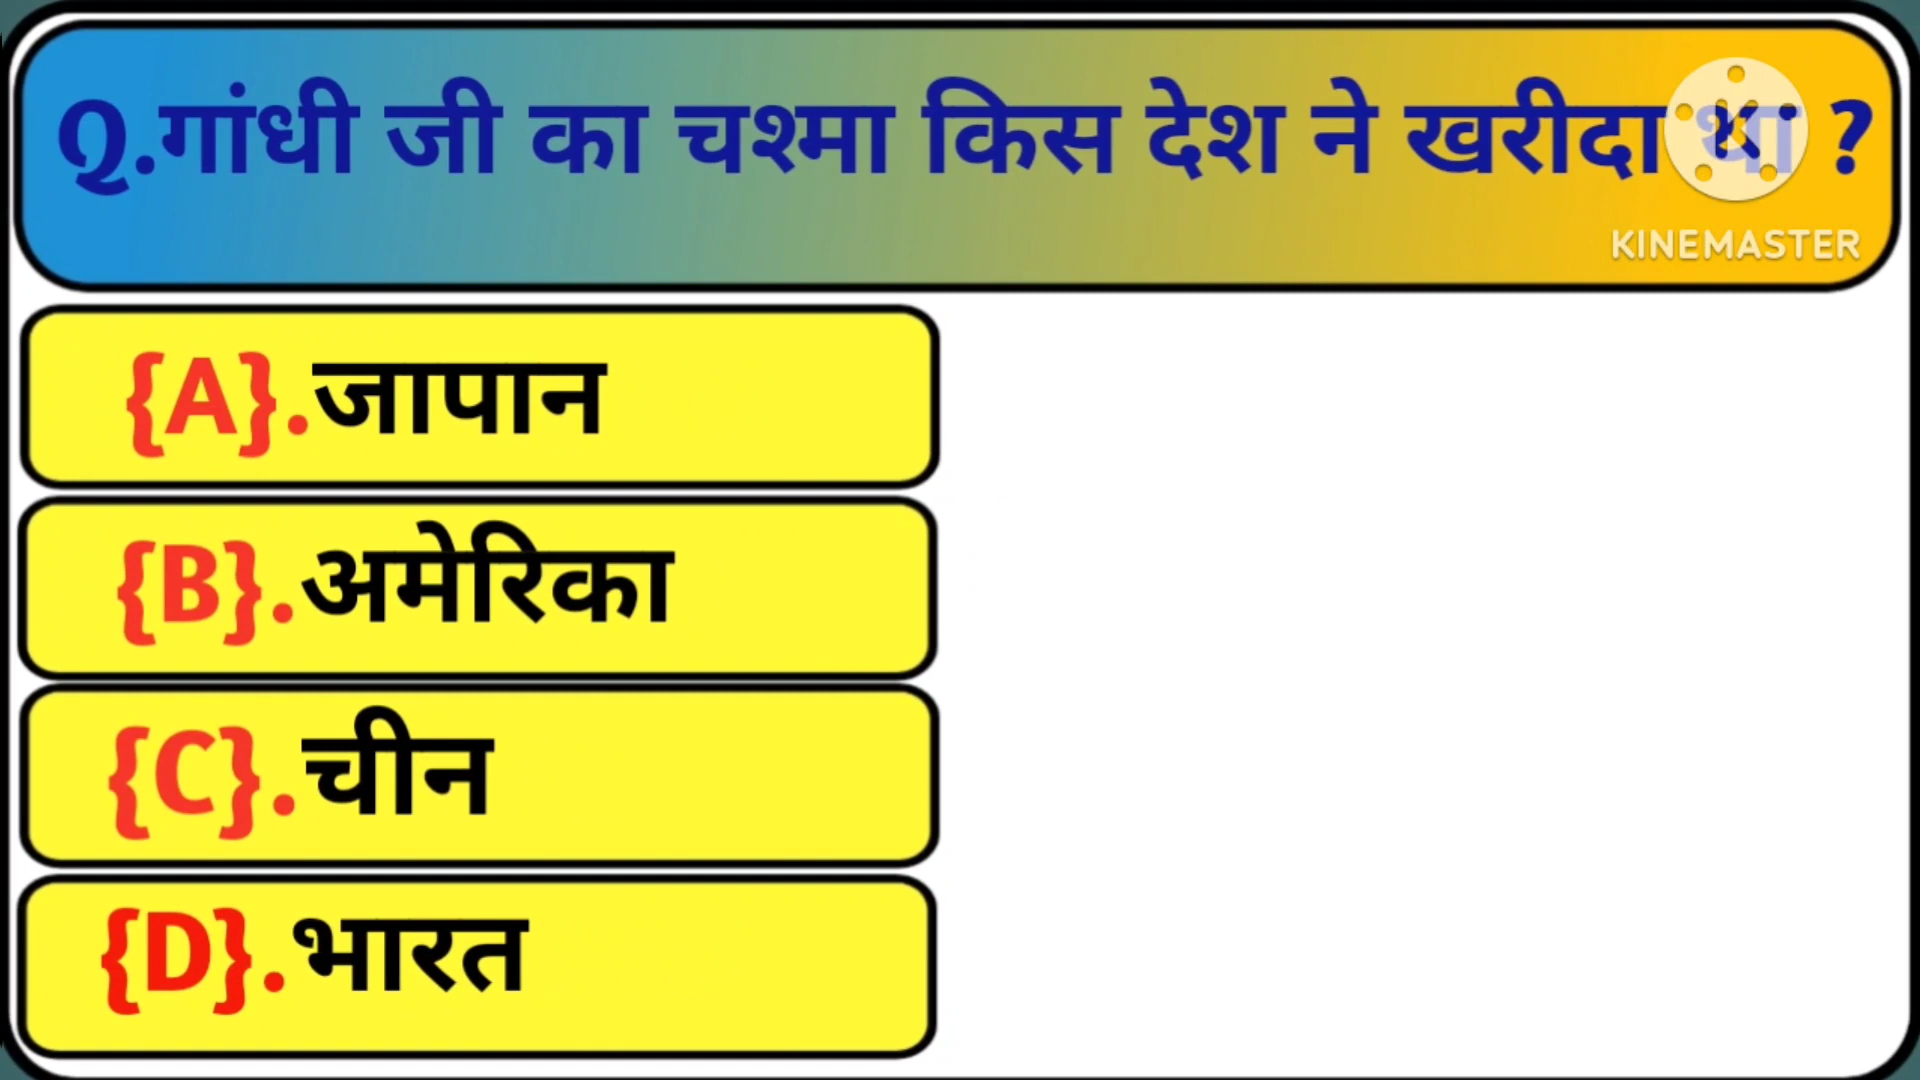 Q.गांधी जी का चश्मा किस देश ने खरीदा था ?
KINEMASTER
{A}.जापान
{B}.अमेरिका
{C}.चीन
{D}.भारत